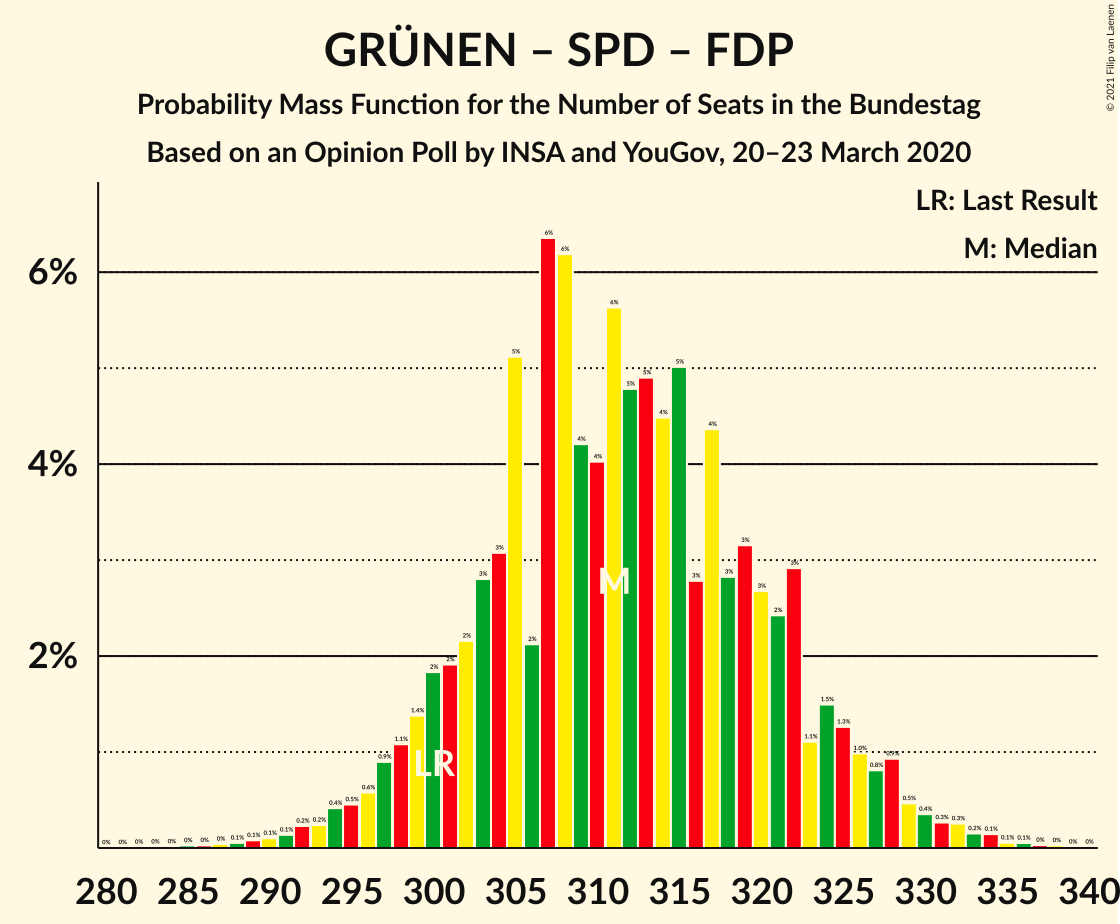 GRÜNEN – SPD – FDP
Probability Mass Function for the Number of Seats in the Bundestag
Based on an Opinion Poll by INSA and YouGov, 20–23 March 2020
© 2021 Filip van Laenen
LR: Last Result
M: Median
6%
4%
2%
0% 0% 0% 0% 0% 0% 0% 0% 0.1% 0.1% 0.1% 0.1% 0.2% 0.2% 0.4% 0.5% 0.6% 0.9% 1.1% 1.4% 2% 2% 2% 3% 3% 5% 2% 6% 6% 4% 4% 6% 5% 5% 4% 5% 3% 4% 3% 3% 3% 2% 3% 1.1% 1.5% 1.3% 1.0% 0.8% 0.9% 0.5% 0.4% 0.3% 0.3% 0.2% 0.1% 0.1% 0.1% 0% 0% 0% 0%
M
LR
280 285 290 295 300 305 310 315 320 325 330 335 340